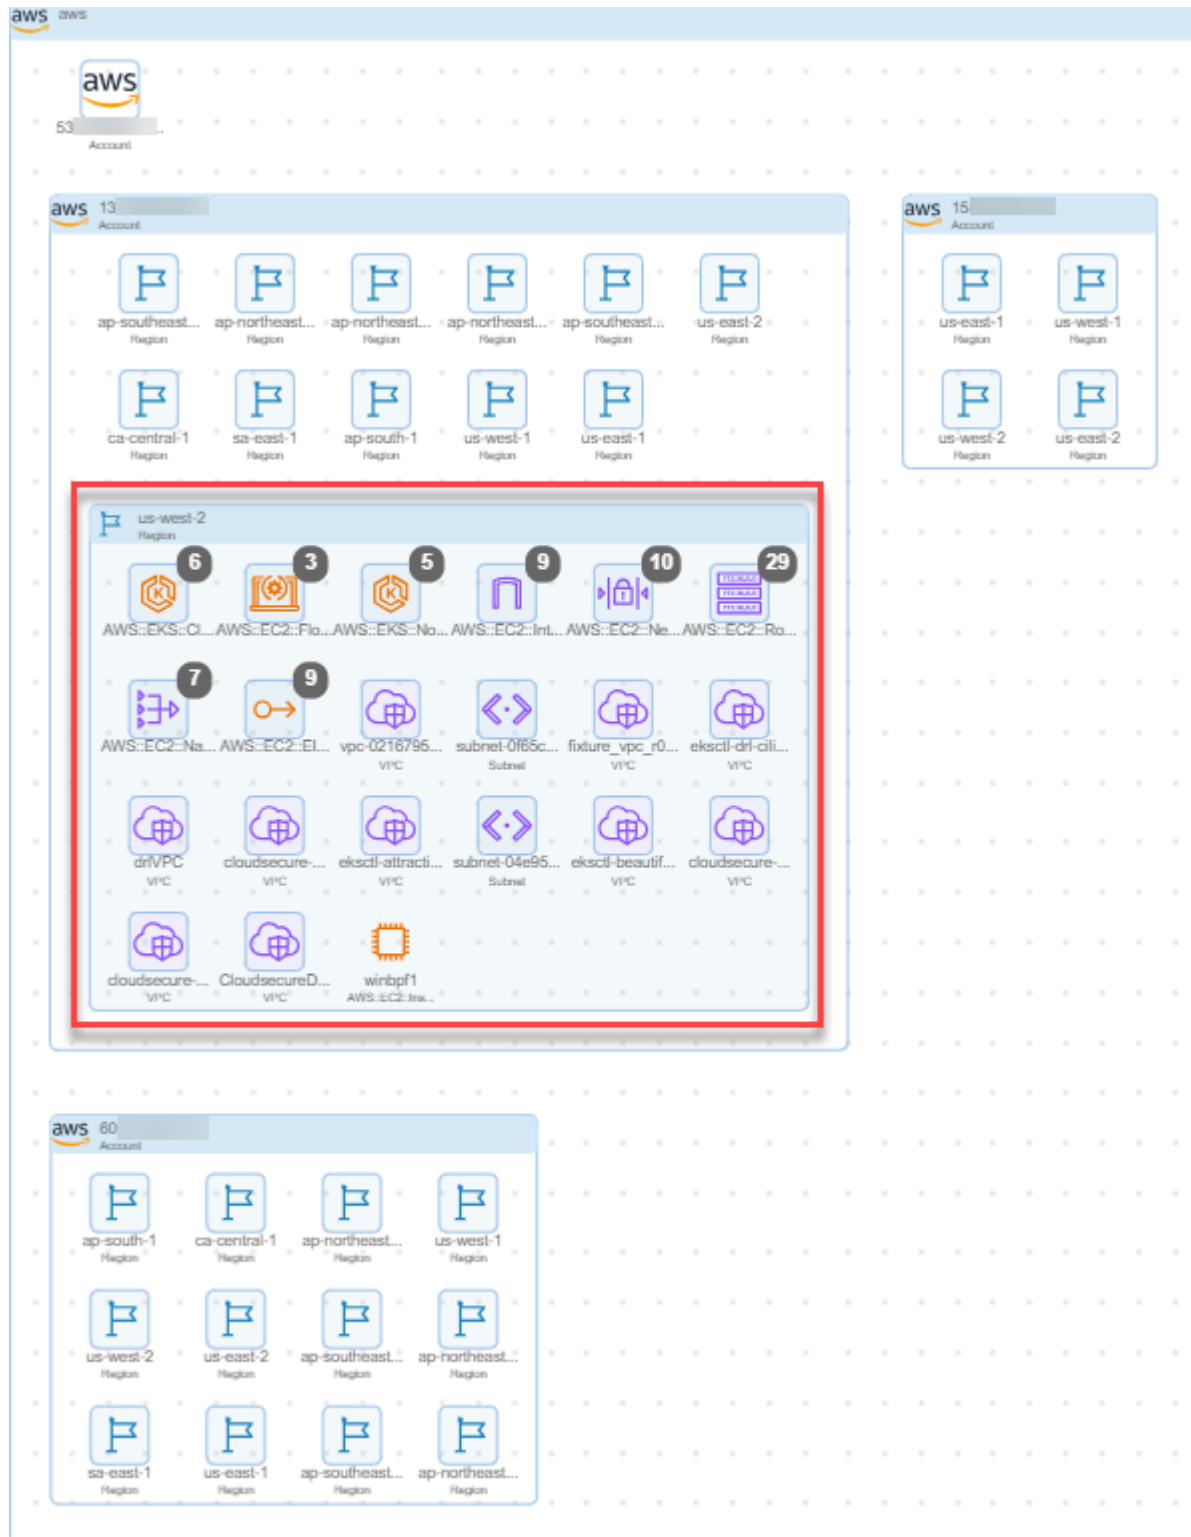 aws aws
aws
53 ...
Account
aws 13
Account
ap-southeast... ap-northeast... ap-northeast... ap-northeast... ap-southeast... us-east-2
Region Region Region Region Region Region
ca-central-1 sa-east-1 ap-south-1 us-west-1 us-east-1
Region Region Region Region Region
aws 15
Account
us-east-1 us-west-1
Region Region
us-west-2 us-east-2
Region Region
us-west-2
Region
6 3 5 9 10 29
AWS::EKS::Cl... AWS::EC2::Flo... AWS::EKS::No... AWS::EC2::Int... AWS::EC2::Ne... AWS::EC2::Ro...
7 9
AWS::EC2::Na... AWS::EC2::EI... vpc-0216795... subnet-0f65c... fixture_vpc_r0... eksctl-drl-cili...
VPC Subnet VPC VPC
drlVPC cloudsecure-... eksctl-attracti... subnet-04e95... eksctl-beautif... cloudsecure-...
VPC VPC VPC Subnet VPC VPC
cloudsecure-... CloudsecureD... winbpf1
VPC VPC AWS::EC2::Ins...
aws 60
Account
ap-south-1 ca-central-1 ap-northeast... us-west-1
Region Region Region Region
us-west-2 us-east-2 ap-southeast... ap-northeast...
Region Region Region Region
sa-east-1 us-east-1 ap-southeast... ap-northeast...
Region Region Region Region